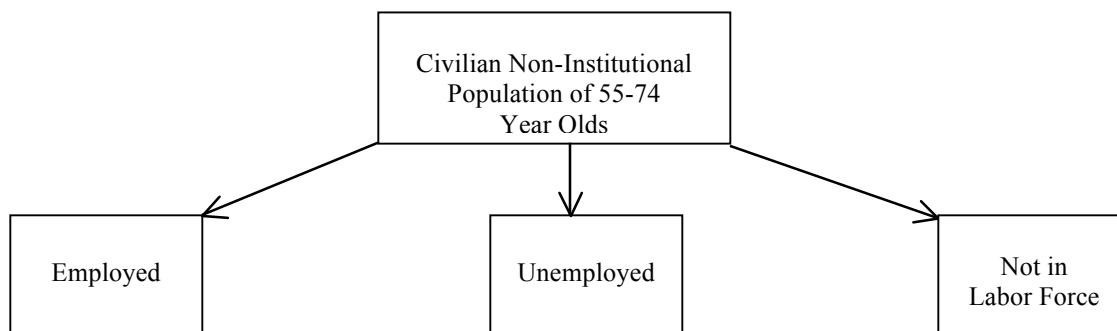 Civilian Non-Institutional
Population of 55-74
Year Olds
Employed
Unemployed
Not in
Labor Force